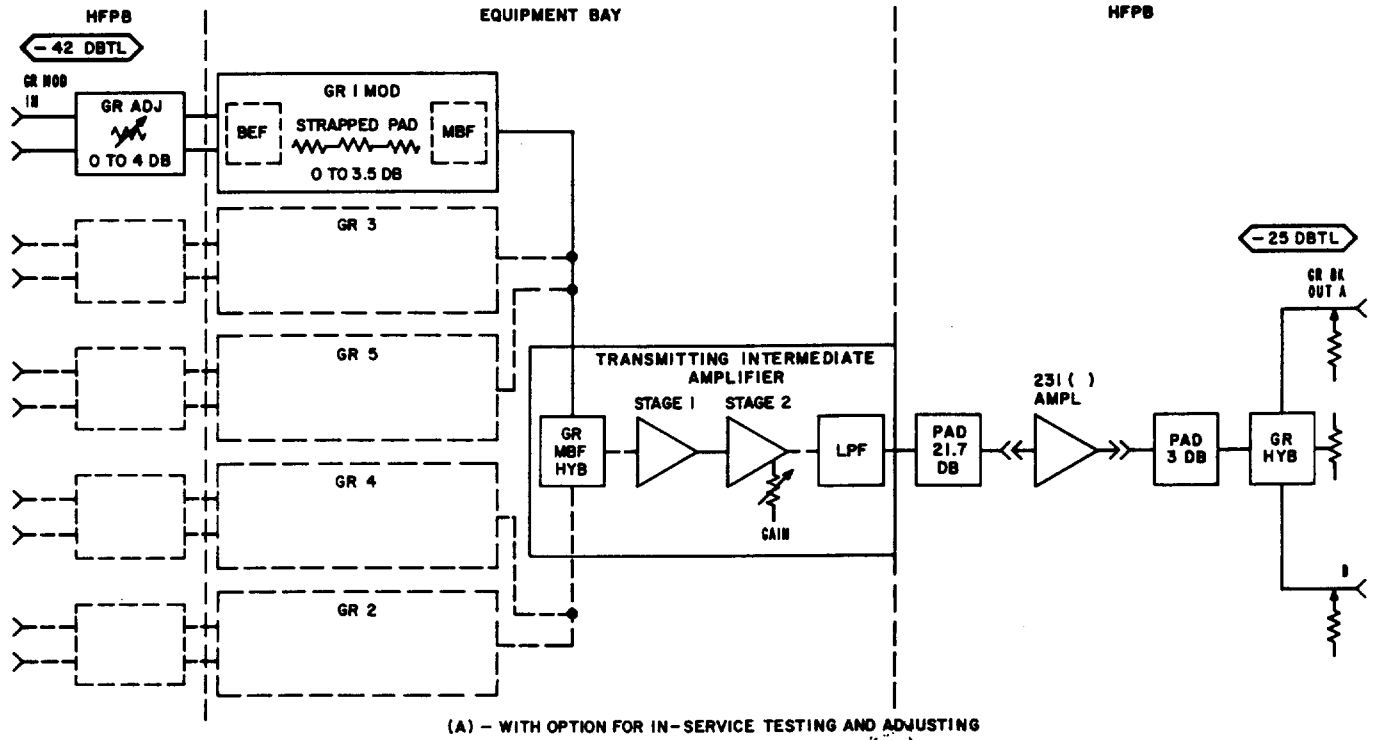 HFPB
EQUIPMENT BAY
HFPB
- 42 DBTL
GR MOD
IN
GR ADJ
0 TO 4 DB
GR 1 MOD
BEF
STRAPPED PAD
MBF
0 TO 3.5 DB
GR 3
GR 5
GR 4
GR 2
TRANSMITTING INTERMEDIATE
AMPLIFIER
STAGE 1
STAGE 2
GR
MBF
HYB
LPF
GAIN
PAD
21.7
DB
231 ( )
AMPL
PAD
3 DB
GR
HYB
- 25 DBTL
GR BK
OUT A
(A) - WITH OPTION FOR IN-SERVICE TESTING AND ADJUSTING